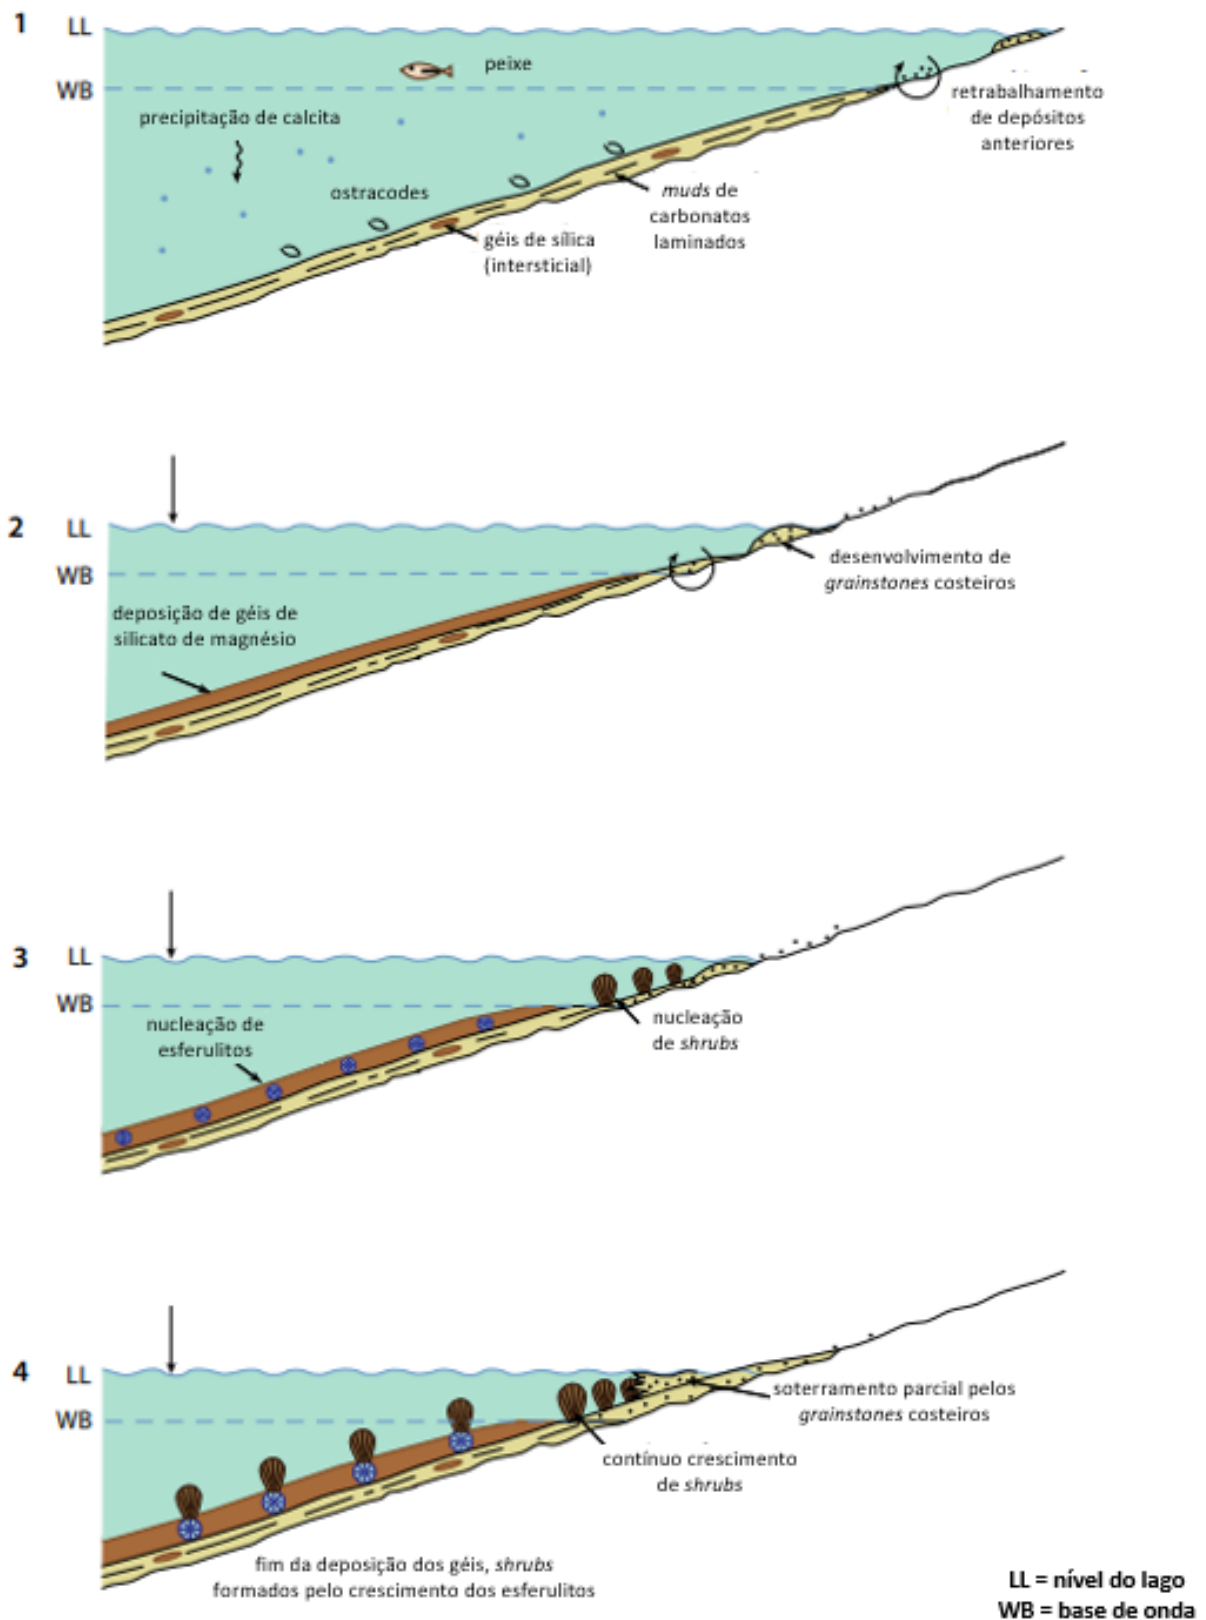 1
LL
peixe
WB
precipitação de calcita
retrabalhamento
de depósitos
anteriores
ostracodes
muds de
carbonatos
laminados
géis de sílica
(intersticial)
2
LL
WB
desenvolvimento de
grainstones costeiros
deposição de géis de
silicato de magnésio
3
LL
WB
nucleação de
esferulitos
nucleação
de shrubs
4
LL
WB
soterramento parcial pelos
grainstones costeiros
contínuo crescimento
de shrubs
fim da deposição dos géis, shrubs
formados pelo crescimento dos esferulitos
LL = nível do lago
WB = base de onda